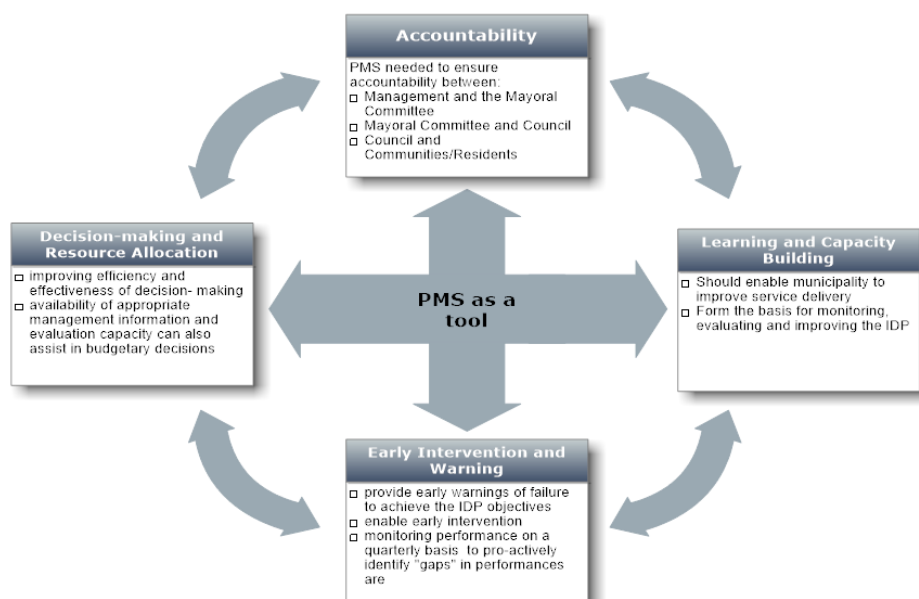 Accountability
PMS needed to ensure
accountability between:
Management and the Mayoral
Committee
Mayoral Committee and Council
Council and
Communities/Residents
Decision-making and
Resource Allocation
improving efficiency and
effectiveness of decision- making
availability of appropriate
management information and
evaluation capacity can also
assist in budgetary decisions
PMS as a
tool
Learning and Capacity
Building
Should enable municipality to
improve service delivery
Form the basis for monitoring,
evaluating and improving the IDP
Early Intervention and
Warning
provide early warnings of failure
to achieve the IDP objectives
enable early intervention
monitoring performance on a
quarterly basis to pro-actively
identify "gaps" in performances
are